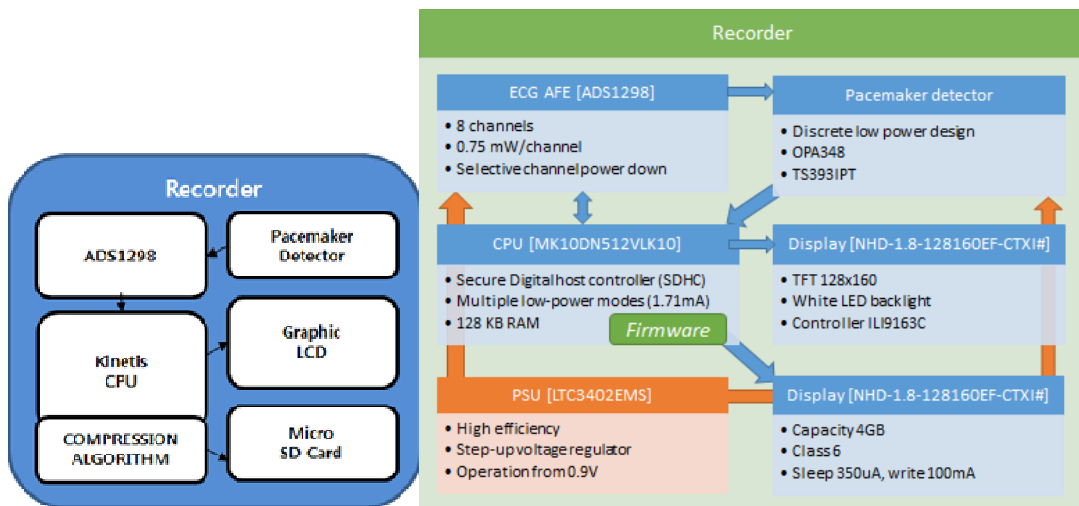 Recorder
ADS1298
Pacemaker
Detector
Kinetis
CPU
Graphic
LCD
COMPRESSION
ALGORITHM
Micro
SD Card
Recorder
ECG AFE [ADS1298]
• 8 channels
• 0.75 mW/channel
• Selective channel power down
Pacemaker detector
• Discrete low power design
• OPA348
• TS393IPT
CPU [MK10DN512VLK10]
• Secure Digital host controller (SDHC)
• Multiple low-power modes (1.71mA)
• 128 KB RAM
Firmware
Display [NHD-1.8-128160EF-CTXI#]
• TFT 128x160
• White LED backlight
• Controller ILI9163C
PSU [LTC3402EMS]
• High efficiency
• Step-up voltage regulator
• Operation from 0.9V
Display [NHD-1.8-128160EF-CTXI#]
• Capacity 4GB
• Class 6
• Sleep 350uA, write 100mA